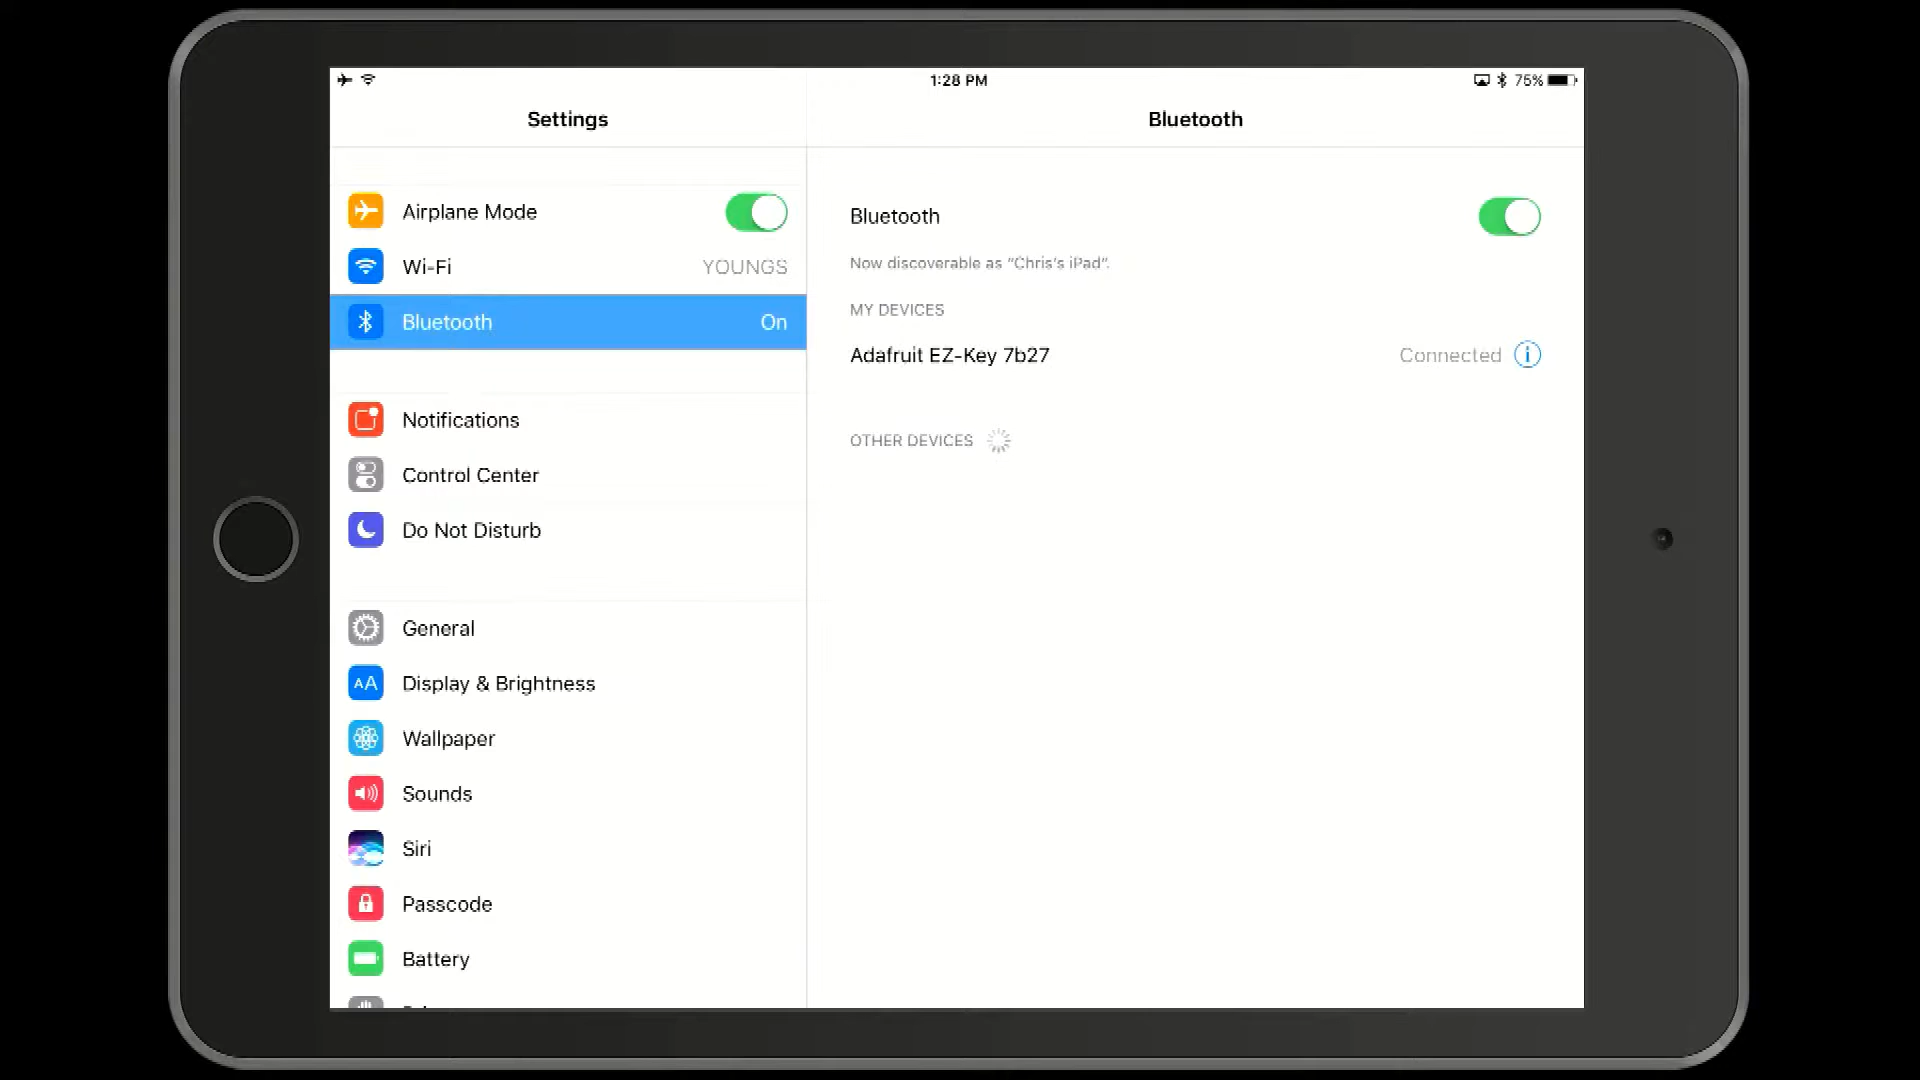 1:28 PM
75%
Settings
Bluetooth
Airplane Mode
Wi-Fi YOUNGS
Bluetooth On
Notifications
Control Center
Do Not Disturb
General
AA Display & Brightness
Wallpaper
Sounds
Siri
Passcode
Battery
Bluetooth
Now discoverable as “Chris’s iPad”.
MY DEVICES
Adafruit EZ-Key 7b27 Connected
OTHER DEVICES